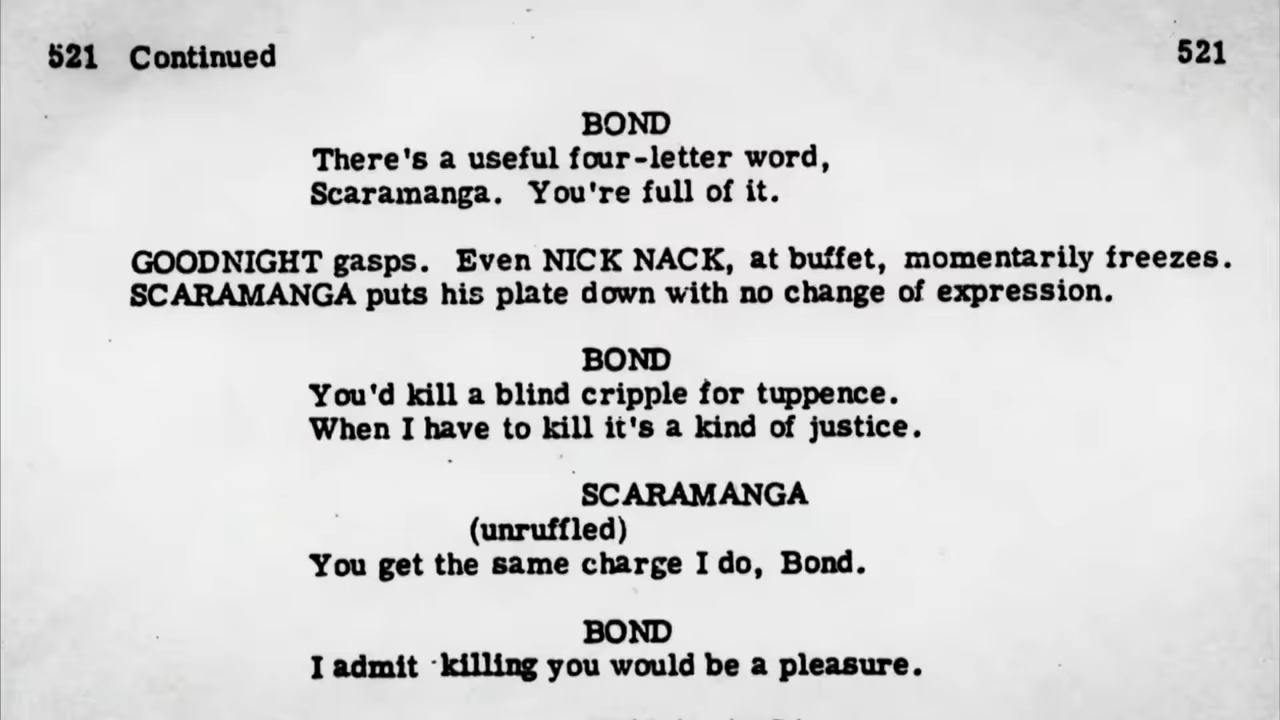 521 Continued 521
BOND
There's a useful four-letter word,
Scaramanga. You're full of it.
GOODNIGHT gasps. Even NICK NACK, at buffet, momentarily freezes.
SCARAMANGA puts his plate down with no change of expression.
BOND
You'd kill a blind cripple for tuppence.
When I have to kill it's a kind of justice.
SCARAMANGA
(unruffled)
You get the same charge I do, Bond.
BOND
I admit killing you would be a pleasure.